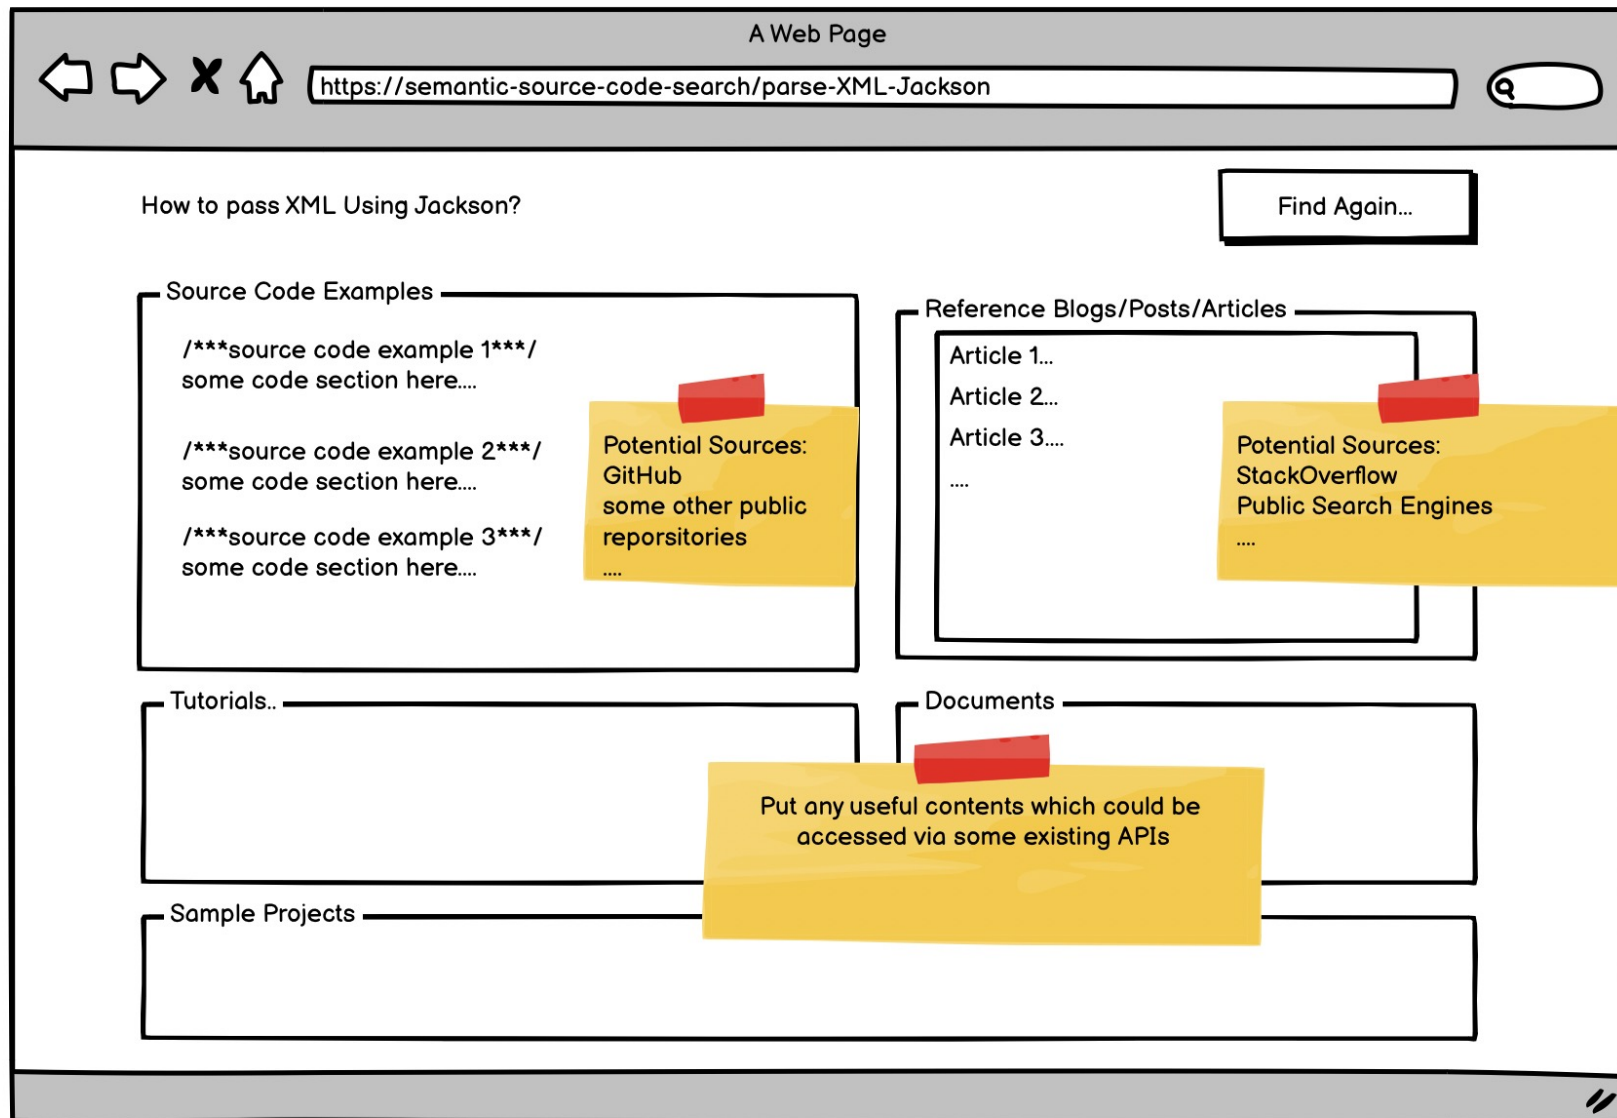 A Web Page
https://semantic-source-code-search/parse-XML-Jackson
How to pass XML Using Jackson?
Find Again...
Source Code Examples
/***source code example 1***/
some code section here....
/***source code example 2***/
some code section here....
/***source code example 3***/
some code section here....
Potential Sources:
GitHub
some other public
reporsitories
....
Reference Blogs/Posts/Articles
Article 1...
Article 2...
Article 3....
....
Potential Sources:
StackOverflow
Public Search Engines
....
Tutorials..
Documents
Put any useful contents which could be
accessed via some existing APIs
Sample Projects